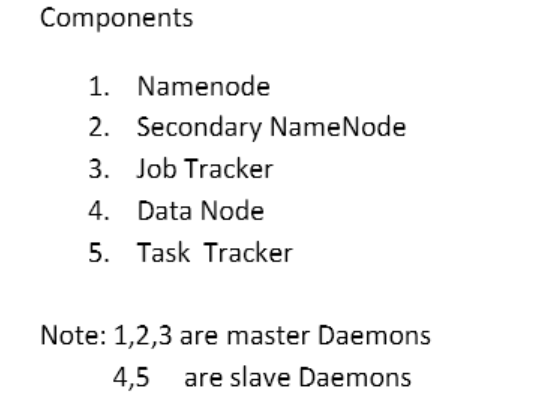 Components
1. Namenode
2. Secondary NameNode
3. Job Tracker
4. Data Node
5. Task Tracker
Note: 1,2,3 are master Daemons
4,5 are slave Daemons